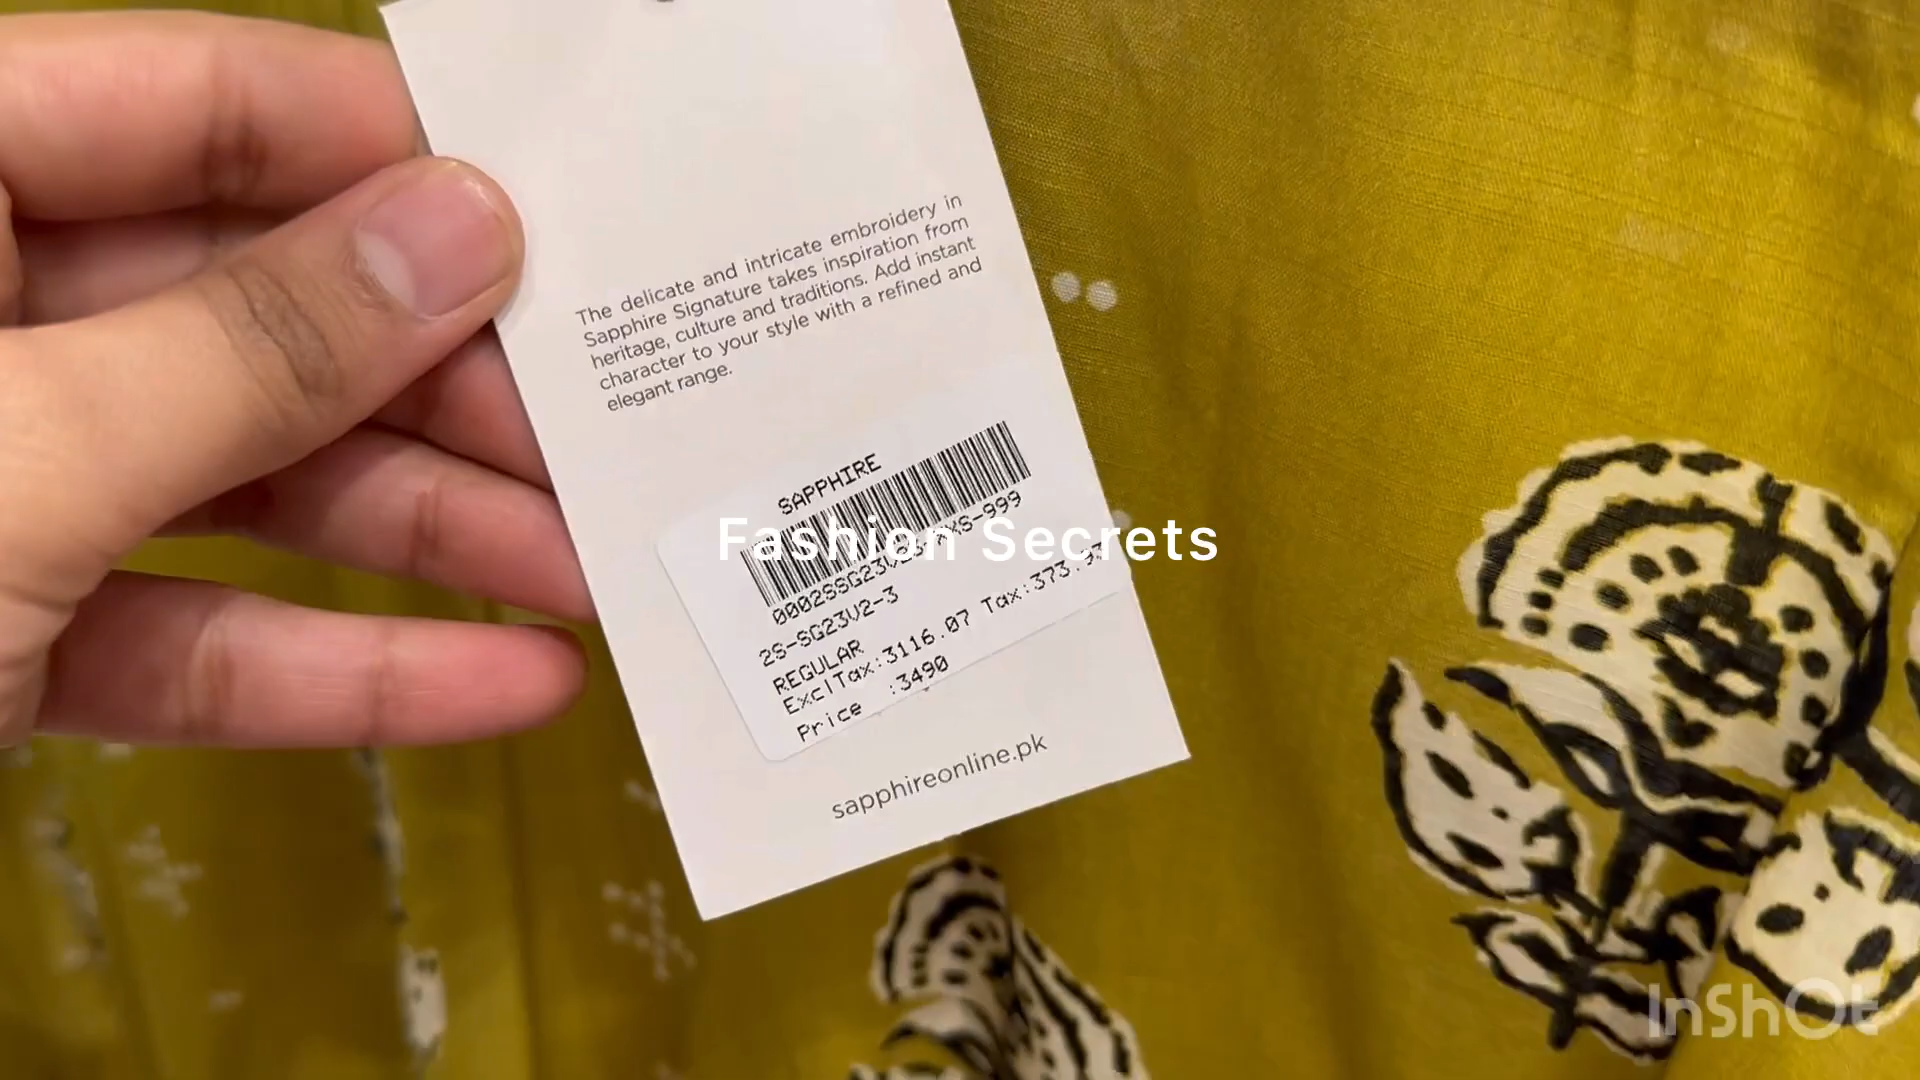 The delicate and intricate embroidery in
Sapphire Signature takes inspiration from
heritage, culture and traditions. Add instant
character to your style with a refined and
elegant range.
SAPPHIRE
Fashion Secrets
2S-SG23V2-3
REGULAR
ExclTax:3116.07 Tax:373.93
Price :3490
sapphireonline.pk
InShOt